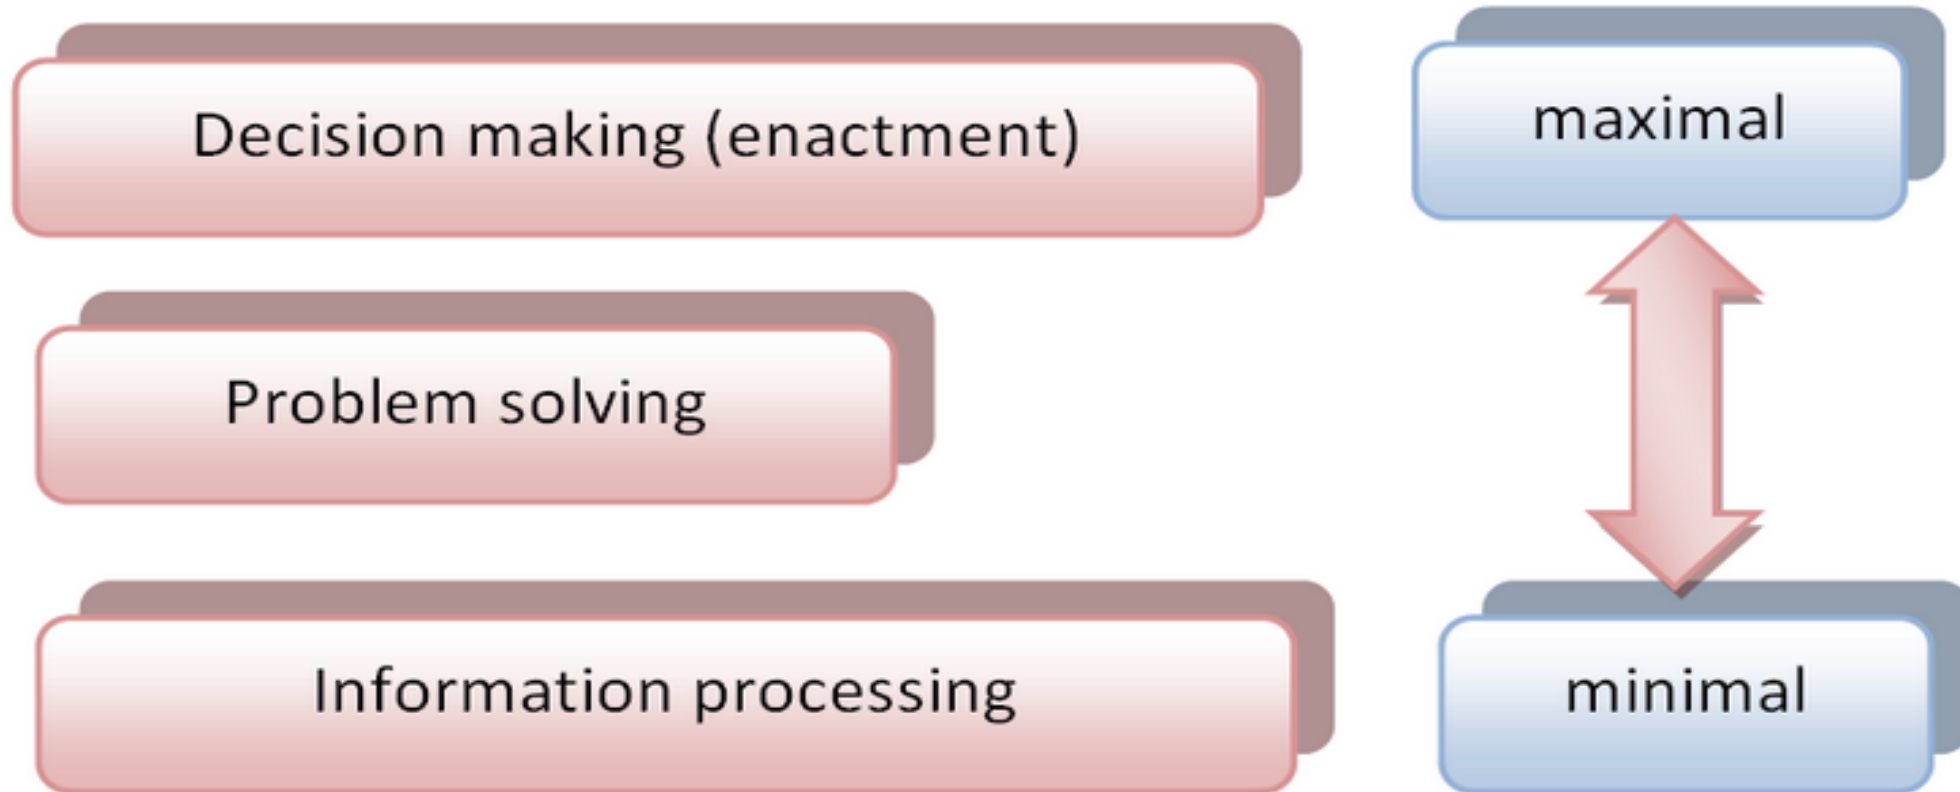 Decision making (enactment)
maximal
Problem solving
Information processing
minimal